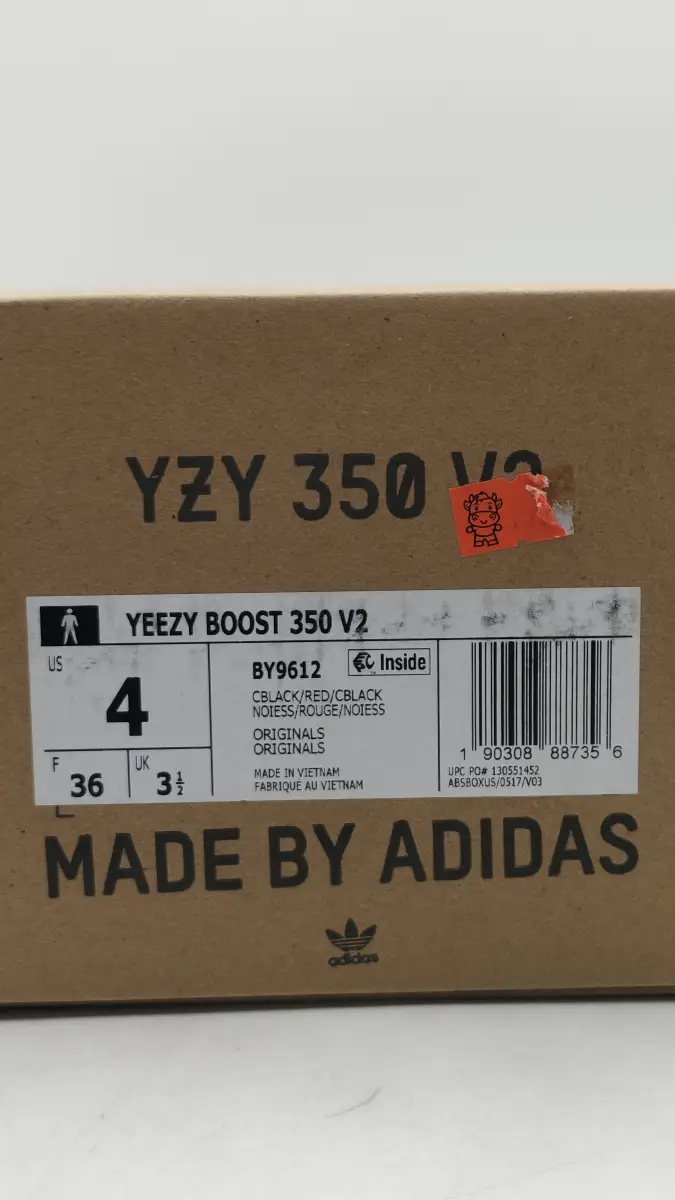 YZY 350 V2
YEEZY BOOST 350 V2
US
4
F
36
UK
3½
BY9612
Inside
CBLACK/RED/CBLACK
NOIESS/ROUGE/NOIESS
ORIGINALS
ORIGINALS
MADE IN VIETNAM
FABRIQUÉ AU VIETNAM
1 90308 88735 6
UPC PO# 130551452
ABSBOXUS/0517/V03
MADE BY ADIDAS
adidas